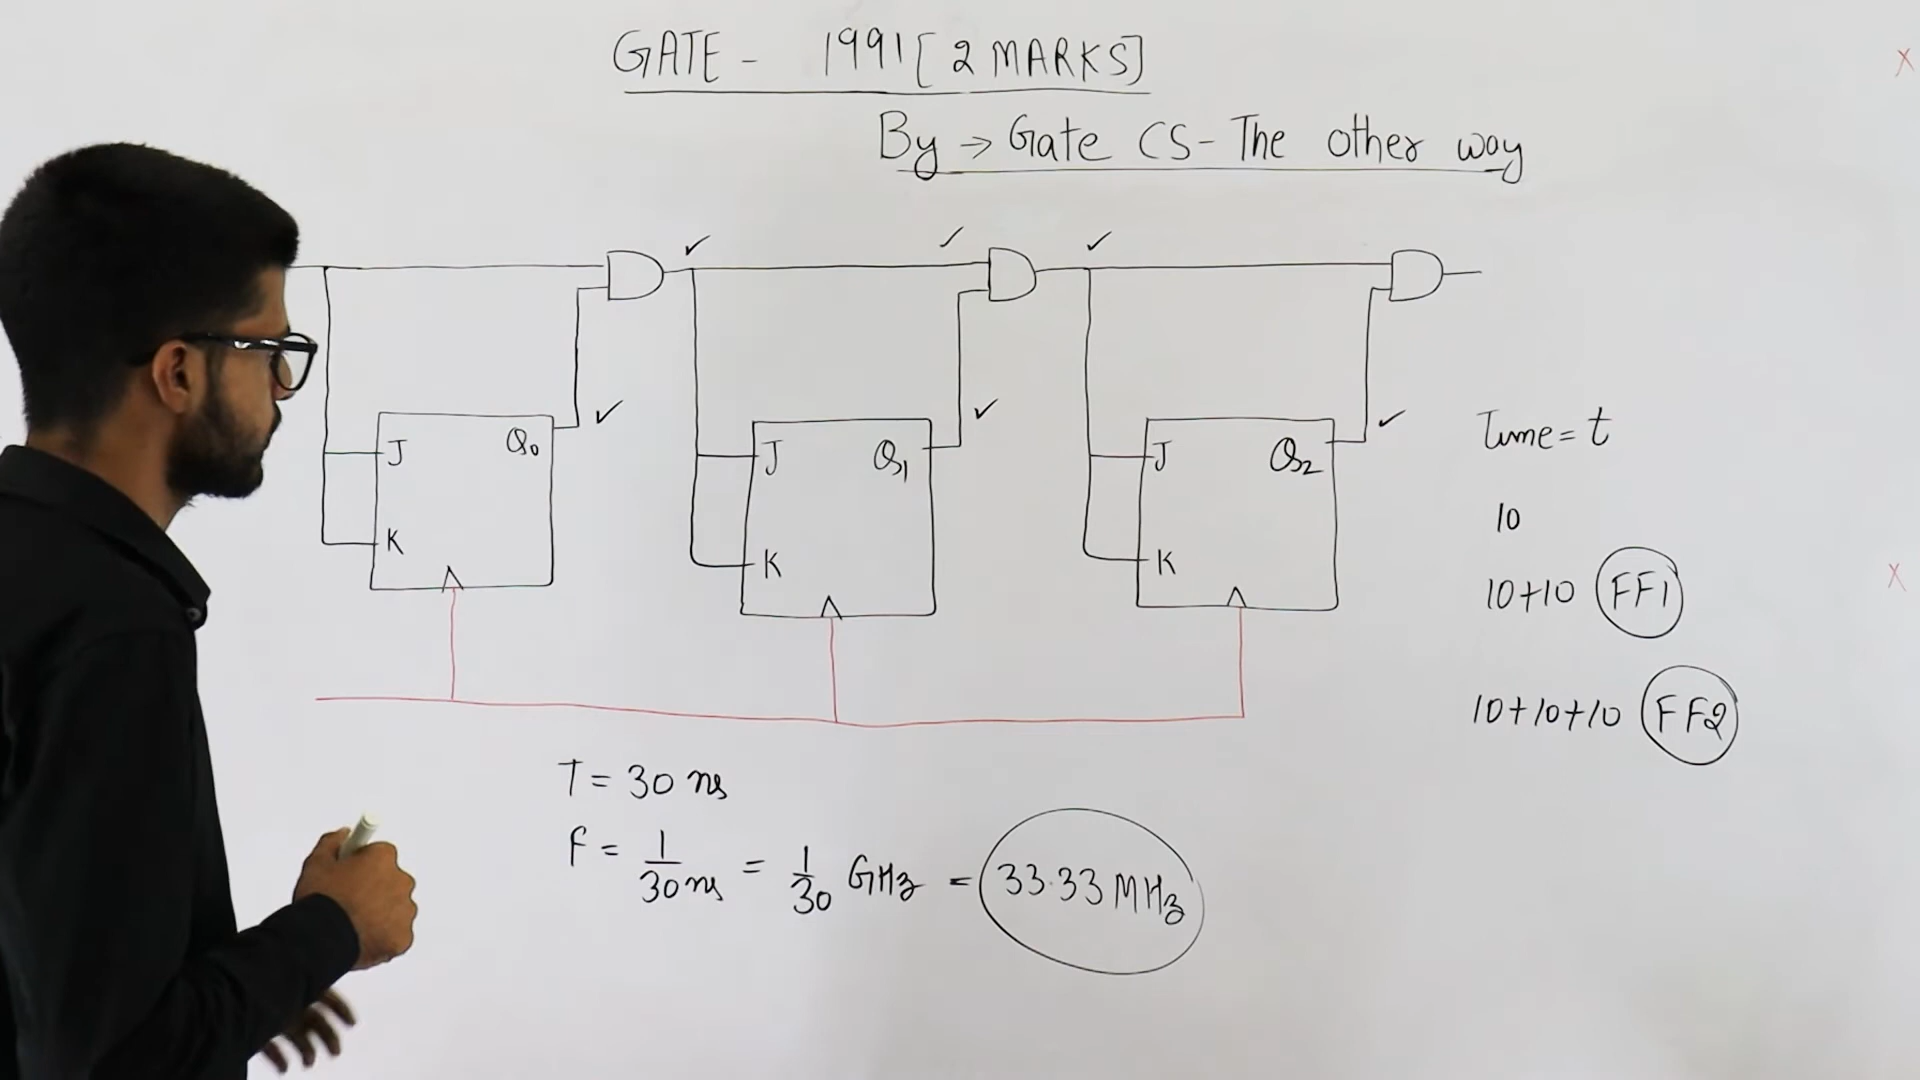 GATE - 1991 [2 MARKS]
By → Gate CS - The other way
J Q0
K
J Q1
K
J Q2
K
Time = t
10
10+10 FF1
10+10+10 FF2
T = 30 ns
F = 1/30ns = 1/30 GHz = 33.33 MHz
X
X